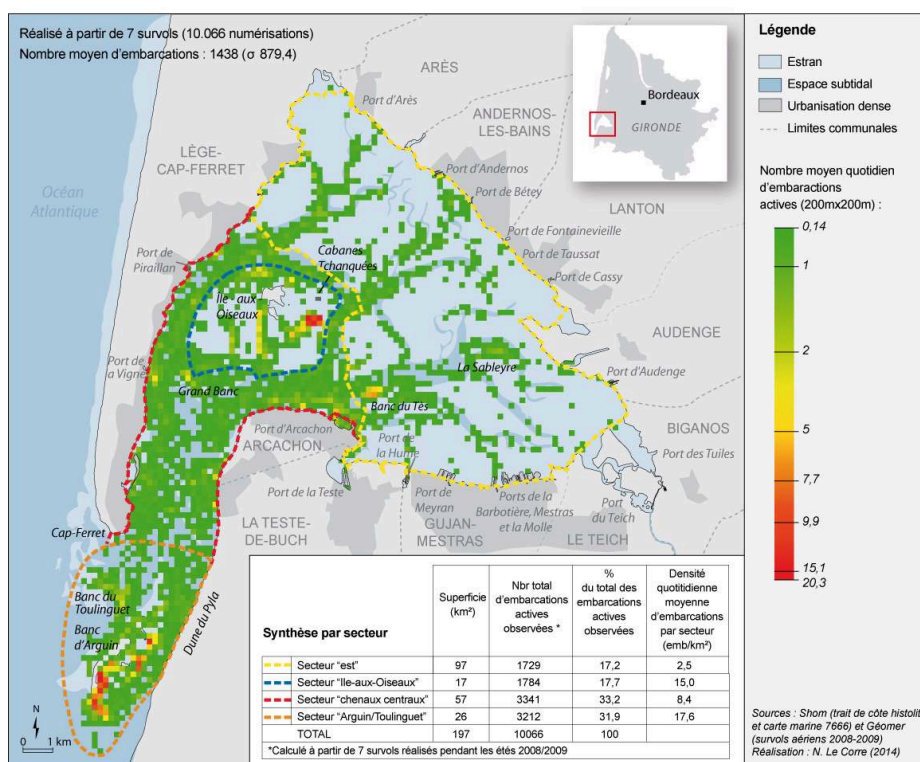 Réalisé à partir de 7 survols (10.066 numérisations)
Nombre moyen d'embarcations : 1438 (σ 879,4)
Océan
Atlantique
ARÈS
Port d'Arès
ANDERNOS-
LES-BAINS
Port d'Andernos
Port de Bétey
LÈGE-
CAP-FERRET
LANTON
Port de Fontainevieille
Port de Taussat
Port de Cassy
Port de
Piraillan
Cabanes
Tchanquées
Île - aux
Oiseaux
AUDENGE
Port d'Audenge
Port de
la Vigne
Grand Banc
La Sableyre
Banc du Tès
BIGANOS
Port des Tuiles
Port d'Arcachon
ARCACHON
Port de
la Hume
Port de la Teste
Port de
Meyran
Ports de la
Barbotière, Mestras
et la Molle
Port
du Teich
LA TESTE-
DE-BUCH
GUJAN-
MESTRAS
LE TEICH
Cap-Ferret
Banc du
Toulinguet
Banc
d'Arguin
Dune du Pyla
N
0 1 km
Bordeaux
GIRONDE
Légende
Estran
Espace subtidal
Urbanisation dense
Limites communales
Nombre moyen quotidien
d'embaractions
actives (200mx200m) :
0,14
1
2
5
7,7
9,9
15,1
20,3
Synthèse par secteur
Superficie
(km²)
Nbr total
d'embarcations
actives
observées *
%
du total des
embarcations
actives
observées
Densité
quotitidienne
moyenne
d'embarcations
par secteur
(emb/km²)
Secteur "est" 97 1729 17,2 2,5
Secteur "Ile-aux-Oiseaux" 17 1784 17,7 15,0
Secteur "chenaux centraux" 57 3341 33,2 8,4
Secteur "Arguin/Toulinguet" 26 3212 31,9 17,6
TOTAL 197 10066 100
*Calculé à partir de 7 survols réalisés pendant les étés 2008/2009
Sources : Shom (trait de côte histolit
et carte marine 7666) et Géomer
(survols aériens 2008-2009)
Réalisation : N. Le Corre (2014)